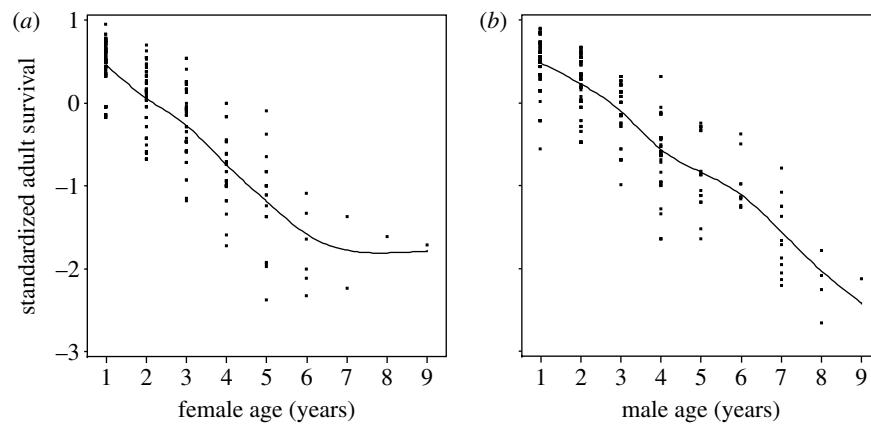 (a)
(b)
standardized adult survival
1
0
−1
−2
−3
1 2 3 4 5 6 7 8 9
1 2 3 4 5 6 7 8 9
female age (years)
male age (years)